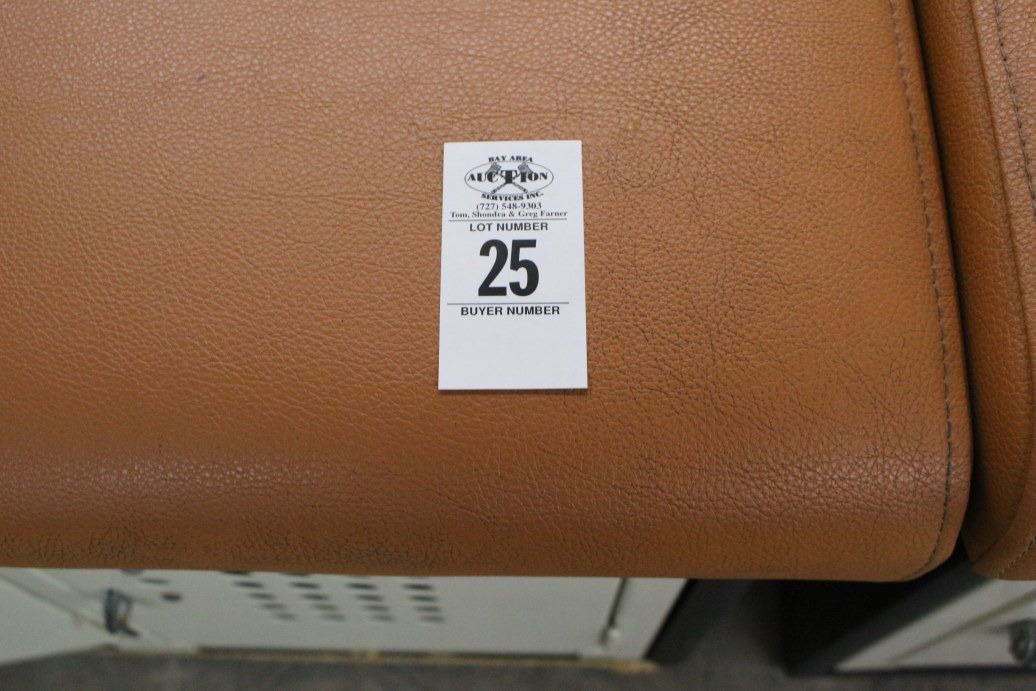 BAY AREA
AUCTION
SERVICES INC.
(727) 548-9303
Tom, Shondra & Greg Farner
LOT NUMBER
25
BUYER NUMBER